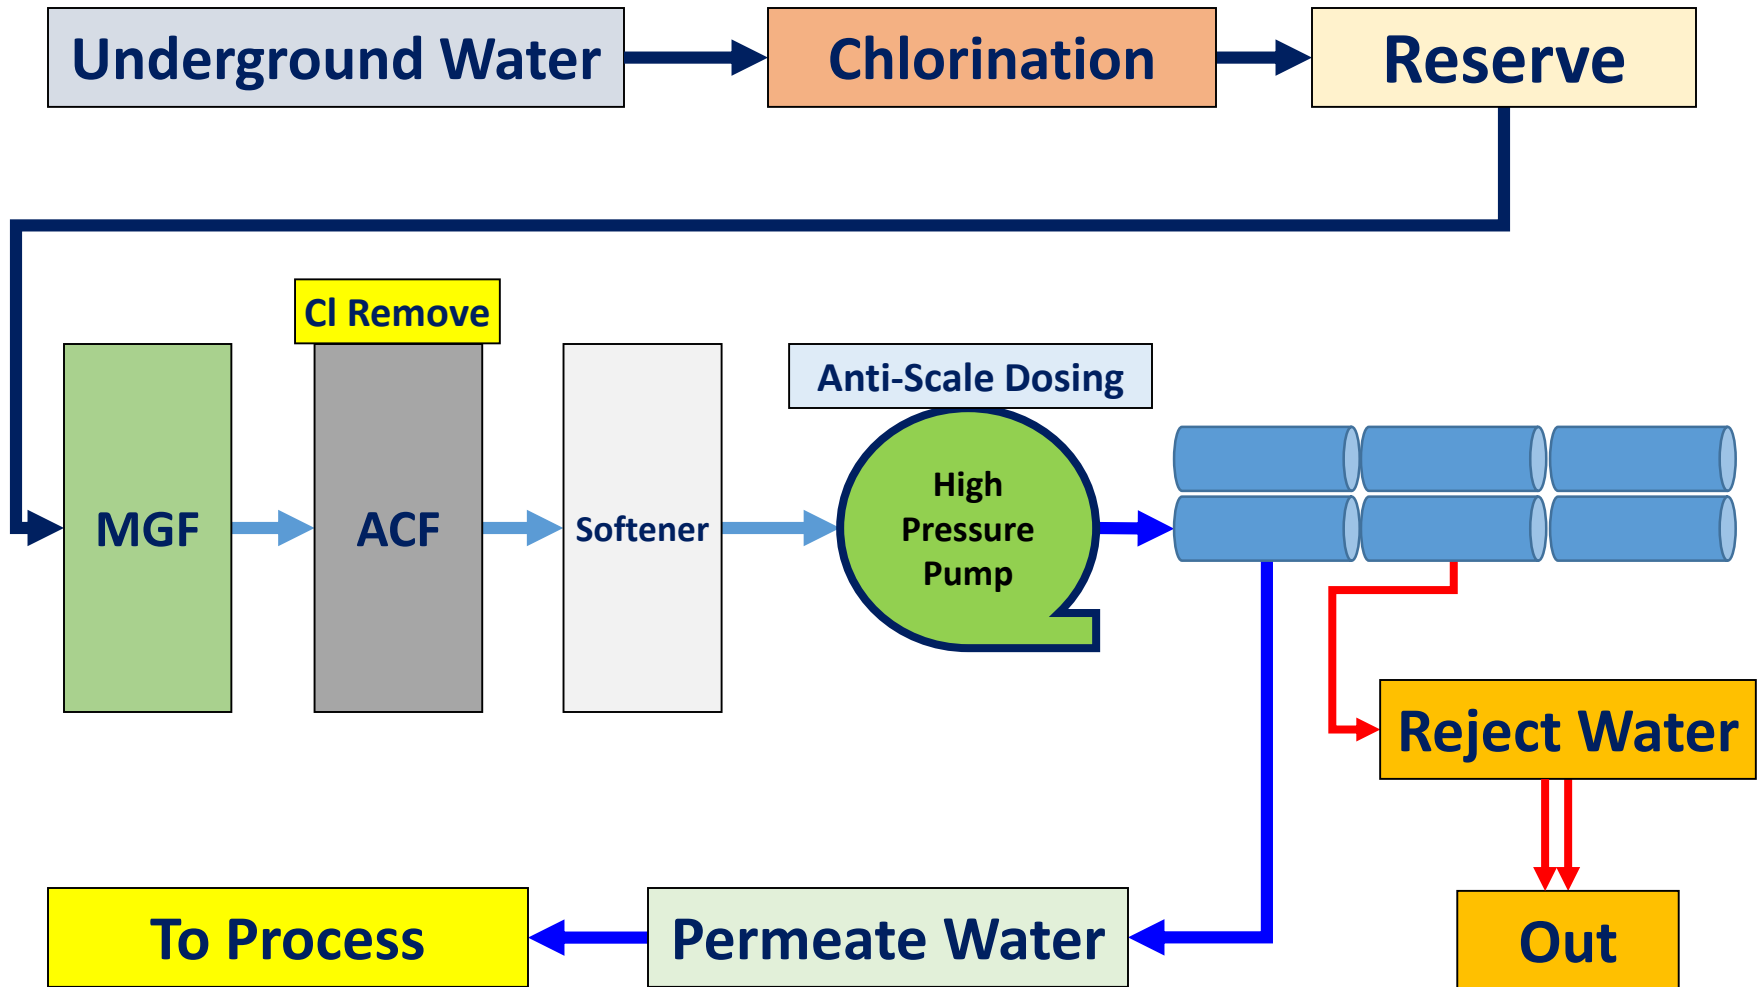 Underground Water
Chlorination
Reserve
Cl Remove
Anti-Scale Dosing
MGF
ACF
Softener
High
Pressure
Pump
Reject Water
To Process
Permeate Water
Out